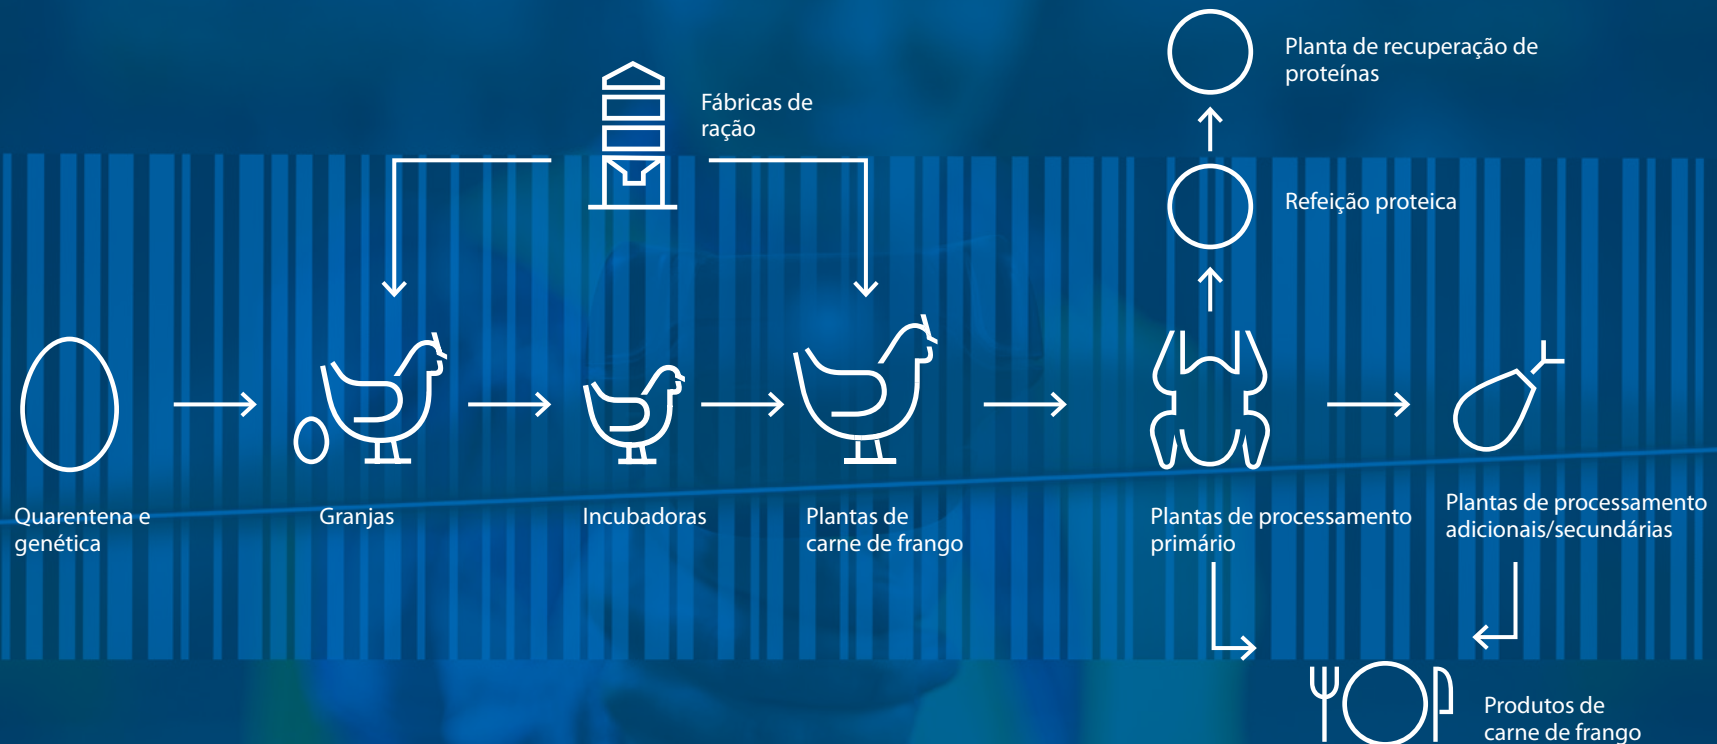 Planta de recuperação de
proteínas
Fábricas de
ração
Refeição proteica
Quarentena e
genética
Granjas
Incubadoras
Plantas de
carne de frango
Plantas de processamento
primário
Plantas de processamento
adicionais/secundárias
Produtos de
carne de frango